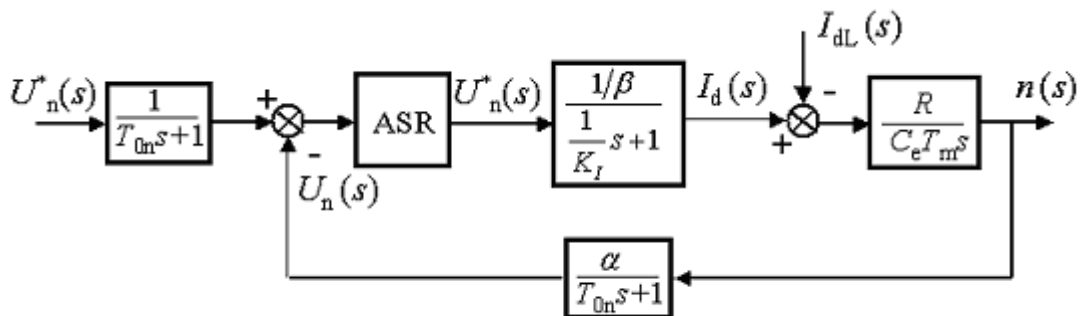 I_dL(s)
U*_n(s)
1
T_0n s+1
+
-
U_n(s)
ASR
U*_n(s)
1/β
1
K_I
s+1
I_d(s)
+
-
R
C_e T_m s
n(s)
α
T_0n s+1